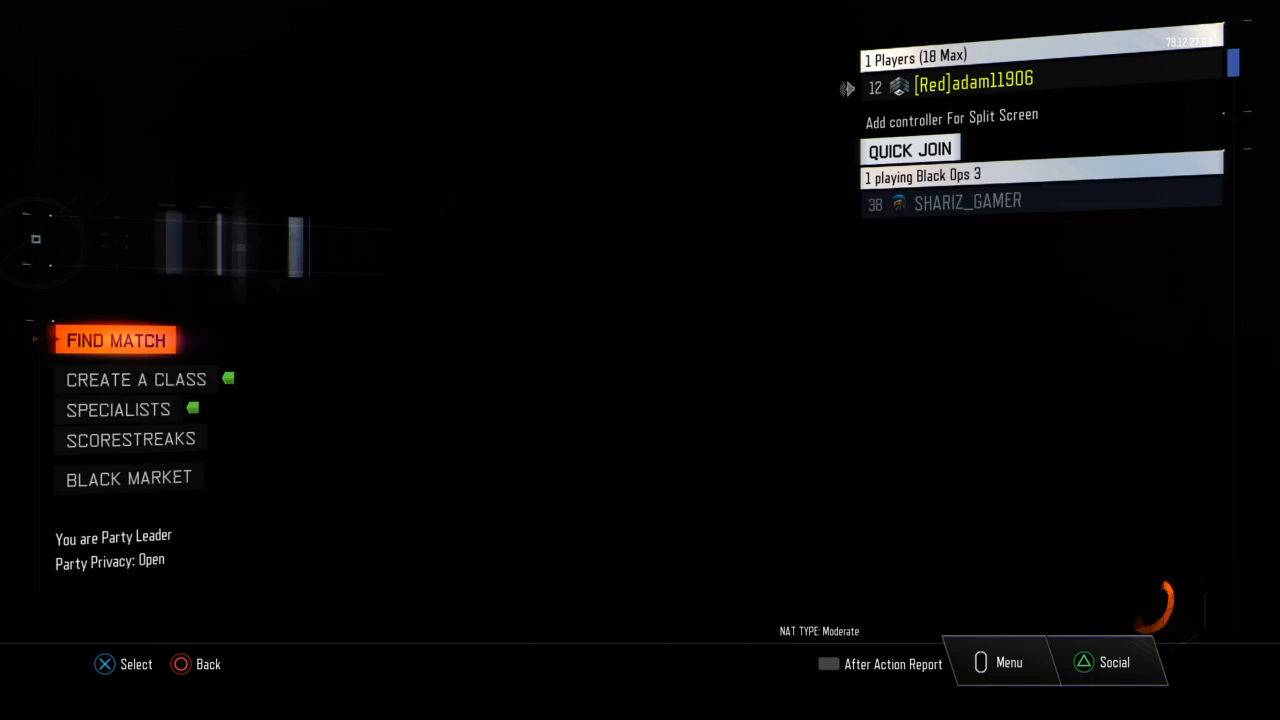 1 Players (18 Max)
12 [Red]adam11906
Add controller For Split Screen
QUICK JOIN
1 playing Black Ops 3
38 SHARIZ_GAMER
FIND MATCH
CREATE A CLASS
SPECIALISTS
SCORESTREAKS
BLACK MARKET
You are Party Leader
Party Privacy: Open
NAT TYPE: Moderate
Select
Back
After Action Report
Menu
Social